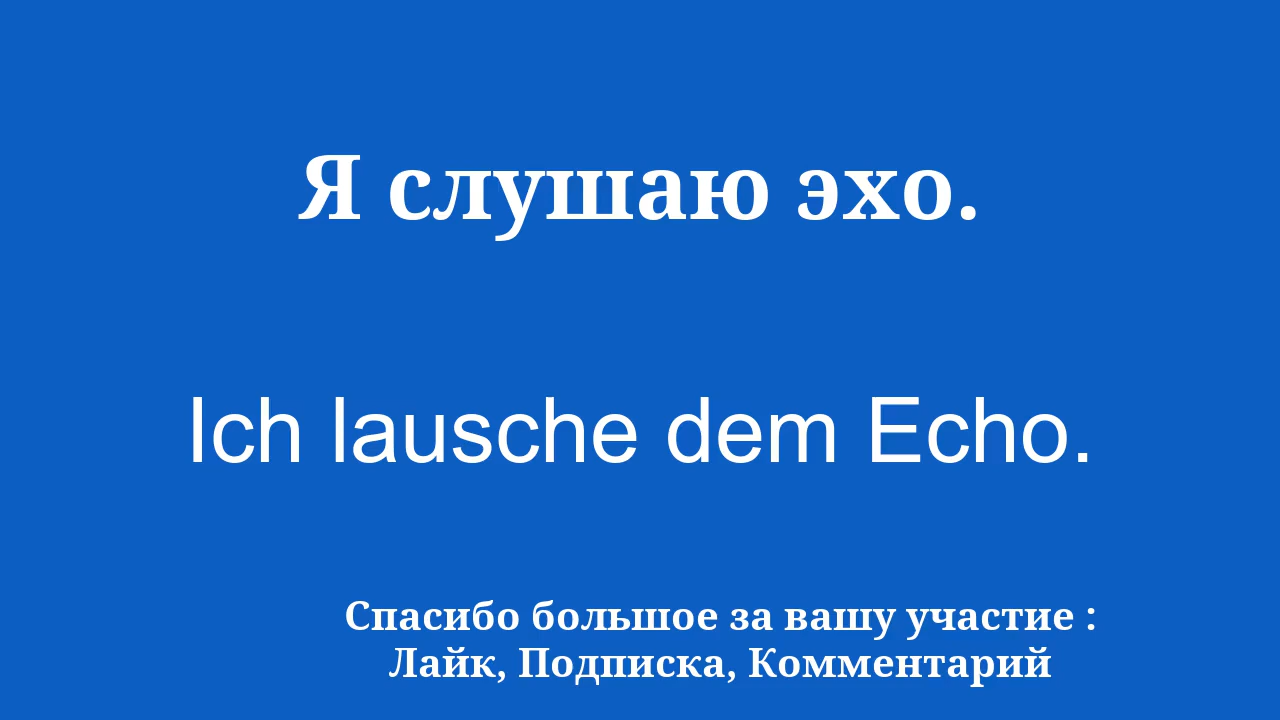 Я слушаю эхо.
Ich lausche dem Echo.
Спасибо большое за вашу участие :
Лайк, Подписка, Комментарий